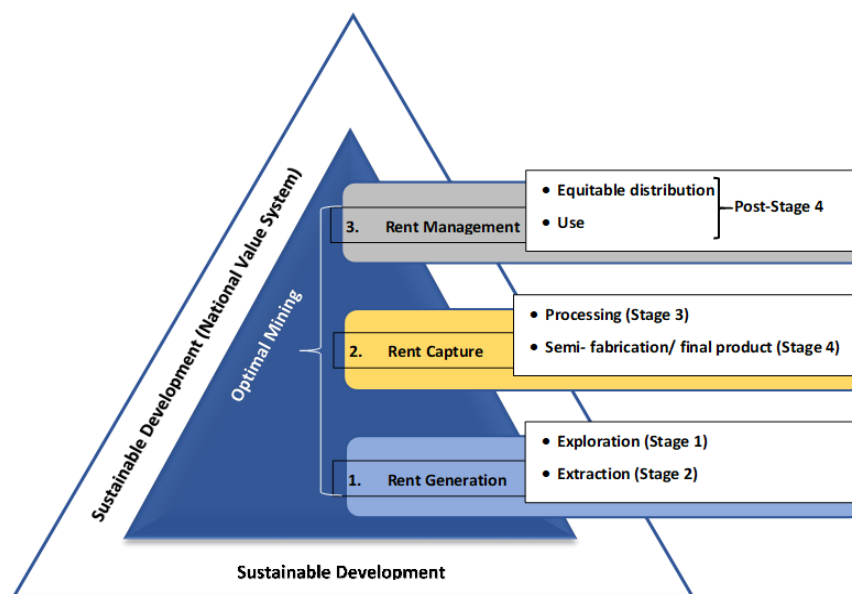 Sustainable Development (National Value System)
Optimal Mining
3. Rent Management
• Equitable distribution
• Use
Post-Stage 4
2. Rent Capture
• Processing (Stage 3)
• Semi- fabrication/ final product (Stage 4)
1. Rent Generation
• Exploration (Stage 1)
• Extraction (Stage 2)
Sustainable Development